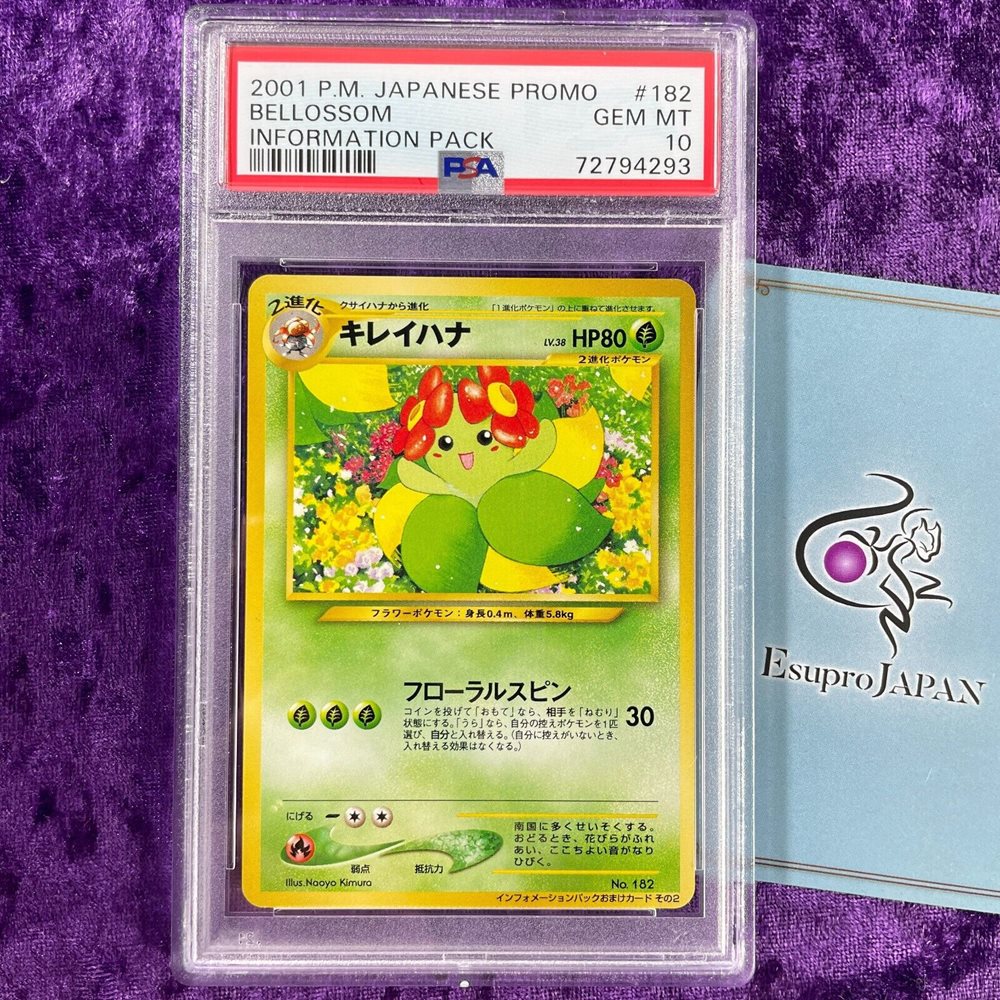 2001 P.M. JAPANESE PROMO #182
BELLOSSOM GEM MT
INFORMATION PACK 10
PSA 72794293
2進化 クサイハナから進化 「1進化ポケモン」の上に重ねて進化させます。
キレイハナ LV.38 HP80
2進化ポケモン
フラワーポケモン:身長0.4m、体重5.8kg
フローラルスピン
コインを投げて「おもて」なら、相手を「ねむり」
状態にする。「うら」なら、自分の控えポケモンを1匹 30
選び、自分と入れ替える。(自分に控えがいないとき、
入れ替える効果はなくなる。)
にげる
南国に多くせいそくする。
おどるとき、花びらがふれ
あい、ここちよい音がなり
ひびく。
弱点 抵抗力
Illus.Naoyo Kimura No. 182
インフォメーションパックおまけカード その2
EsuproJAPAN